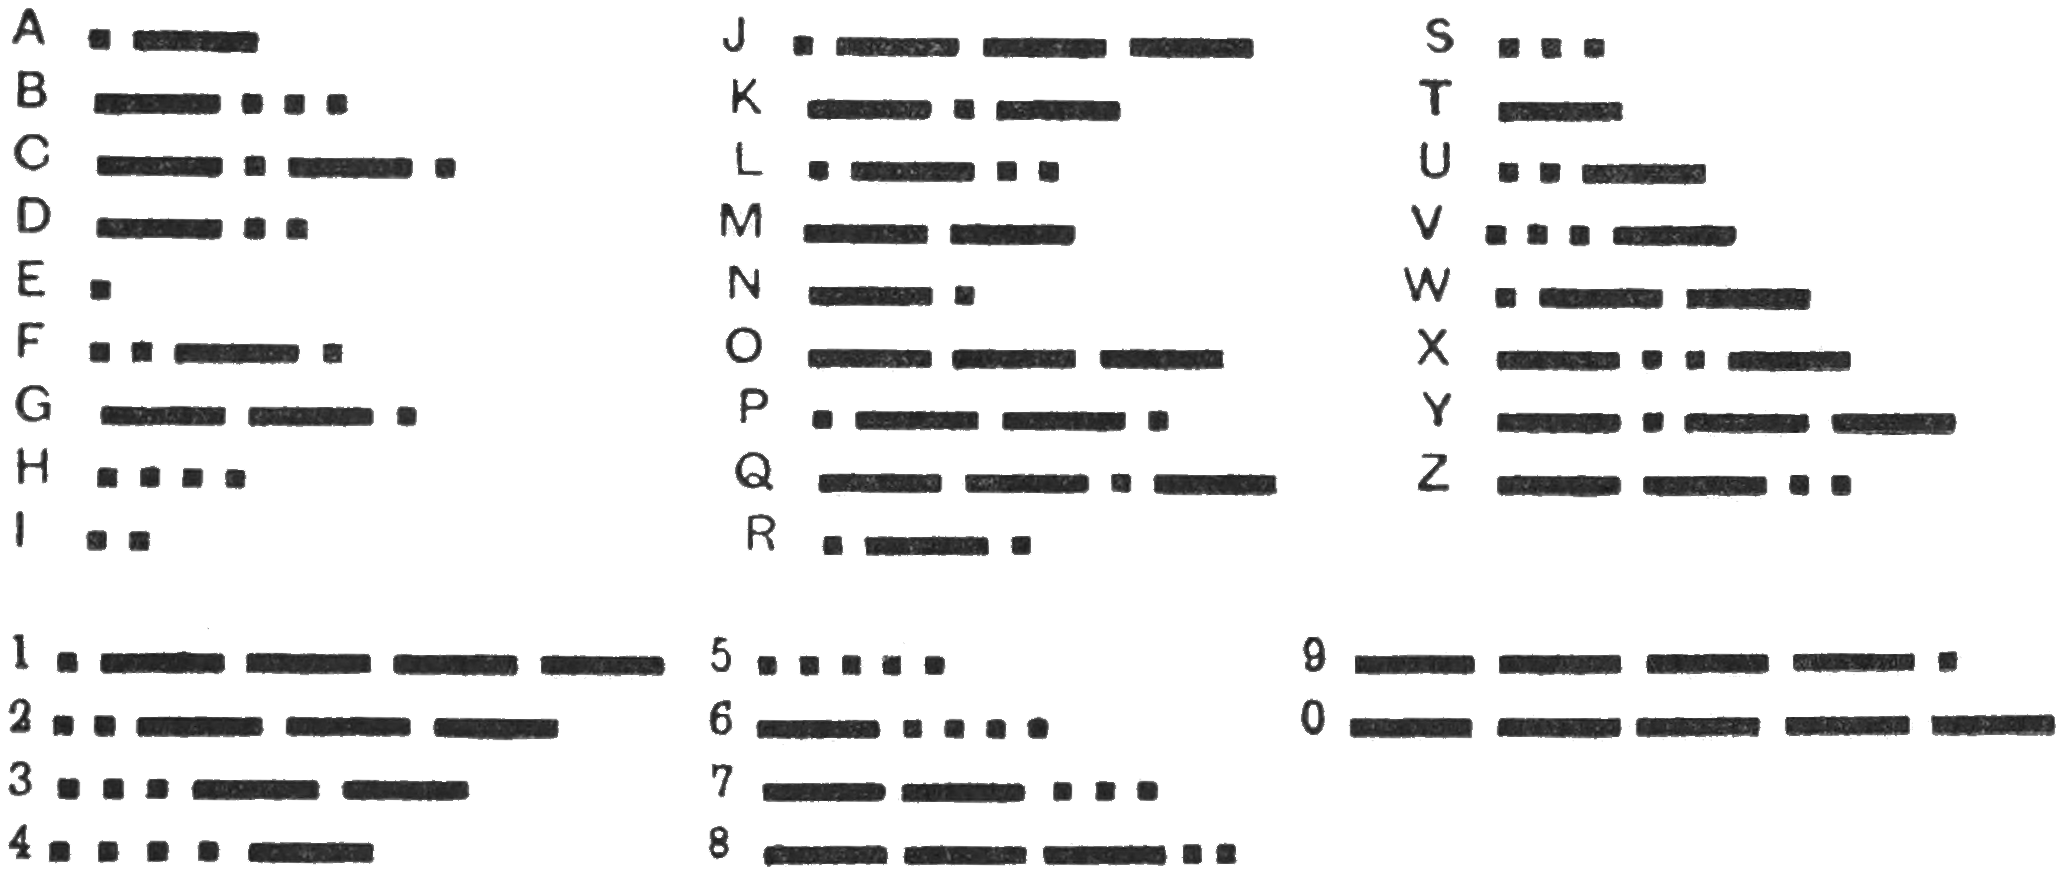 A ▪ ▬
B ▬ ▪ ▪ ▪
C ▬ ▪ ▬ ▪
D ▬ ▪ ▪
E ▪
F ▪ ▪ ▬ ▪
G ▬ ▬ ▪
H ▪ ▪ ▪ ▪
I ▪ ▪
J ▪ ▬ ▬ ▬
K ▬ ▪ ▬
L ▪ ▬ ▪ ▪
M ▬ ▬
N ▬ ▪
O ▬ ▬ ▬
P ▪ ▬ ▬ ▪
Q ▬ ▬ ▪ ▬
R ▪ ▬ ▪
S ▪ ▪ ▪
T ▬
U ▪ ▪ ▬
V ▪ ▪ ▪ ▬
W ▪ ▬ ▬
X ▬ ▪ ▪ ▬
Y ▬ ▪ ▬ ▬
Z ▬ ▬ ▪ ▪
1 ▪ ▬ ▬ ▬ ▬
2 ▪ ▪ ▬ ▬ ▬
3 ▪ ▪ ▪ ▬ ▬
4 ▪ ▪ ▪ ▪ ▬
5 ▪ ▪ ▪ ▪ ▪
6 ▬ ▪ ▪ ▪ ▪
7 ▬ ▬ ▪ ▪ ▪
8 ▬ ▬ ▬ ▪ ▪
9 ▬ ▬ ▬ ▬ ▪
0 ▬ ▬ ▬ ▬ ▬